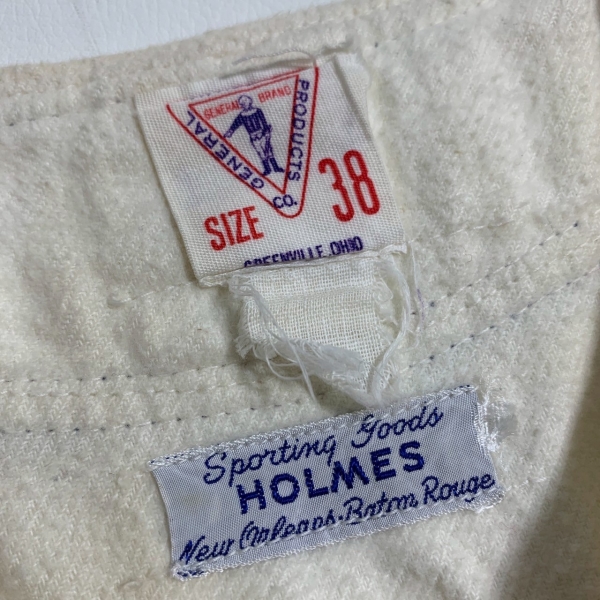 GENERAL BRAND
GENERAL PRODUCTS CO.
SIZE 38
GREENVILLE, OHIO
Sporting Goods
HOLMES
New Orleans · Baton Rouge